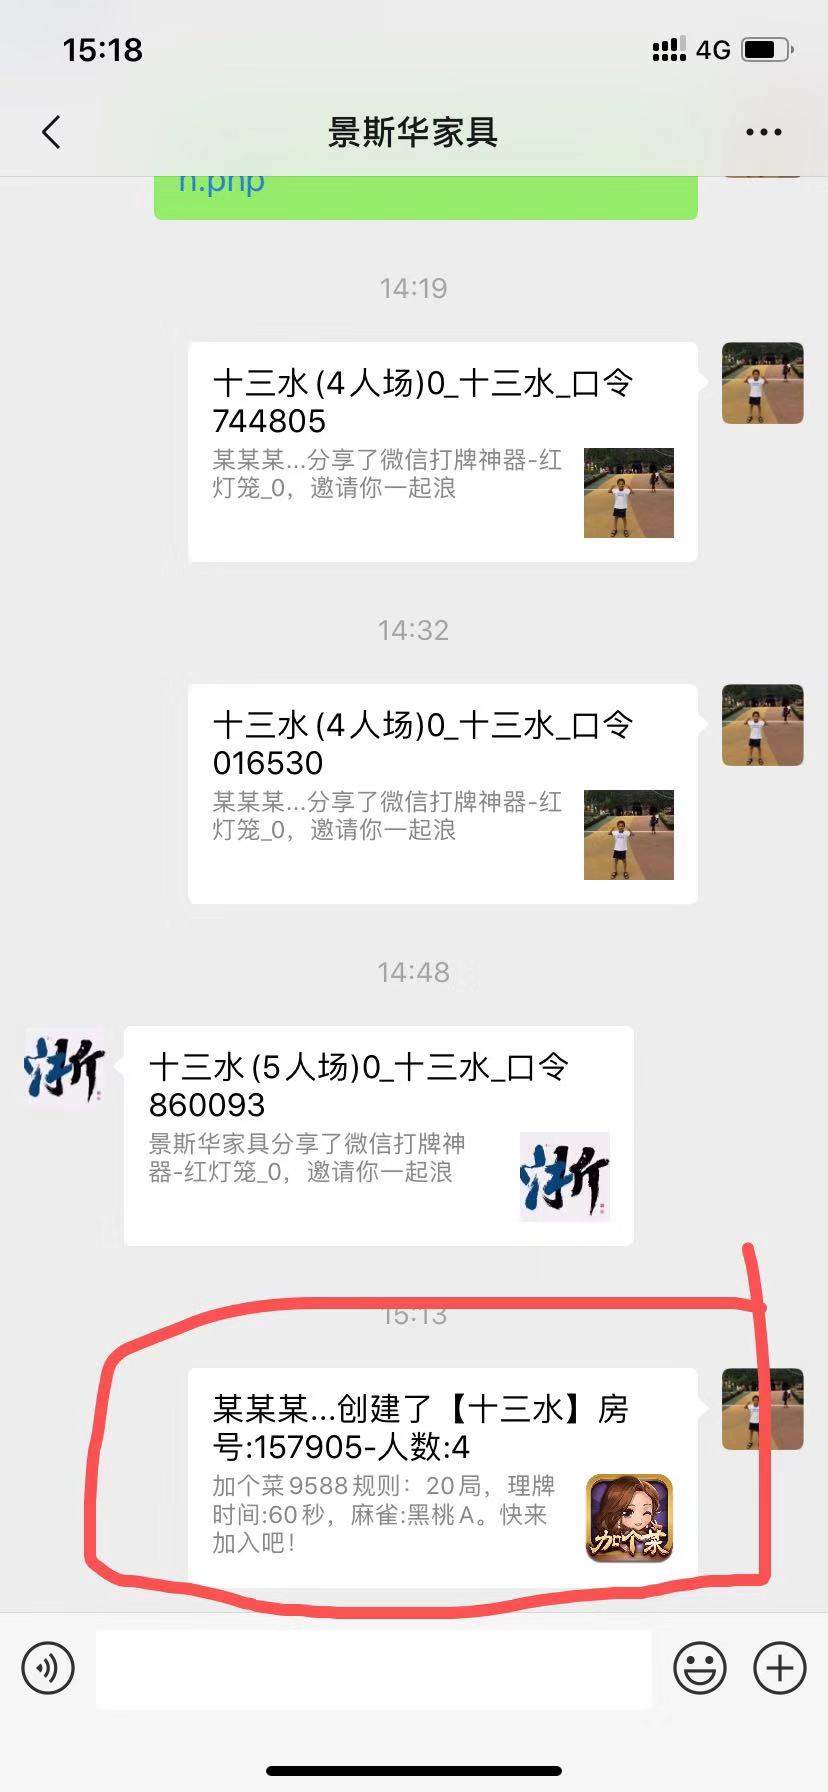 15:18
4G
景斯华家具
n.php
14:19
十三水(4人场)0_十三水_口令
744805
某某某...分享了微信打牌神器-红
灯笼_0，邀请你一起浪
14:32
十三水(4人场)0_十三水_口令
016530
某某某...分享了微信打牌神器-红
灯笼_0，邀请你一起浪
14:48
浙
十三水(5人场)0_十三水_口令
860093
景斯华家具分享了微信打牌神
器-红灯笼_0，邀请你一起浪
浙
15:13
某某某...创建了【十三水】房
号:157905-人数:4
加个菜9588规则：20局，理牌
时间:60秒，麻雀:黑桃A。快来
加入吧！
加个菜